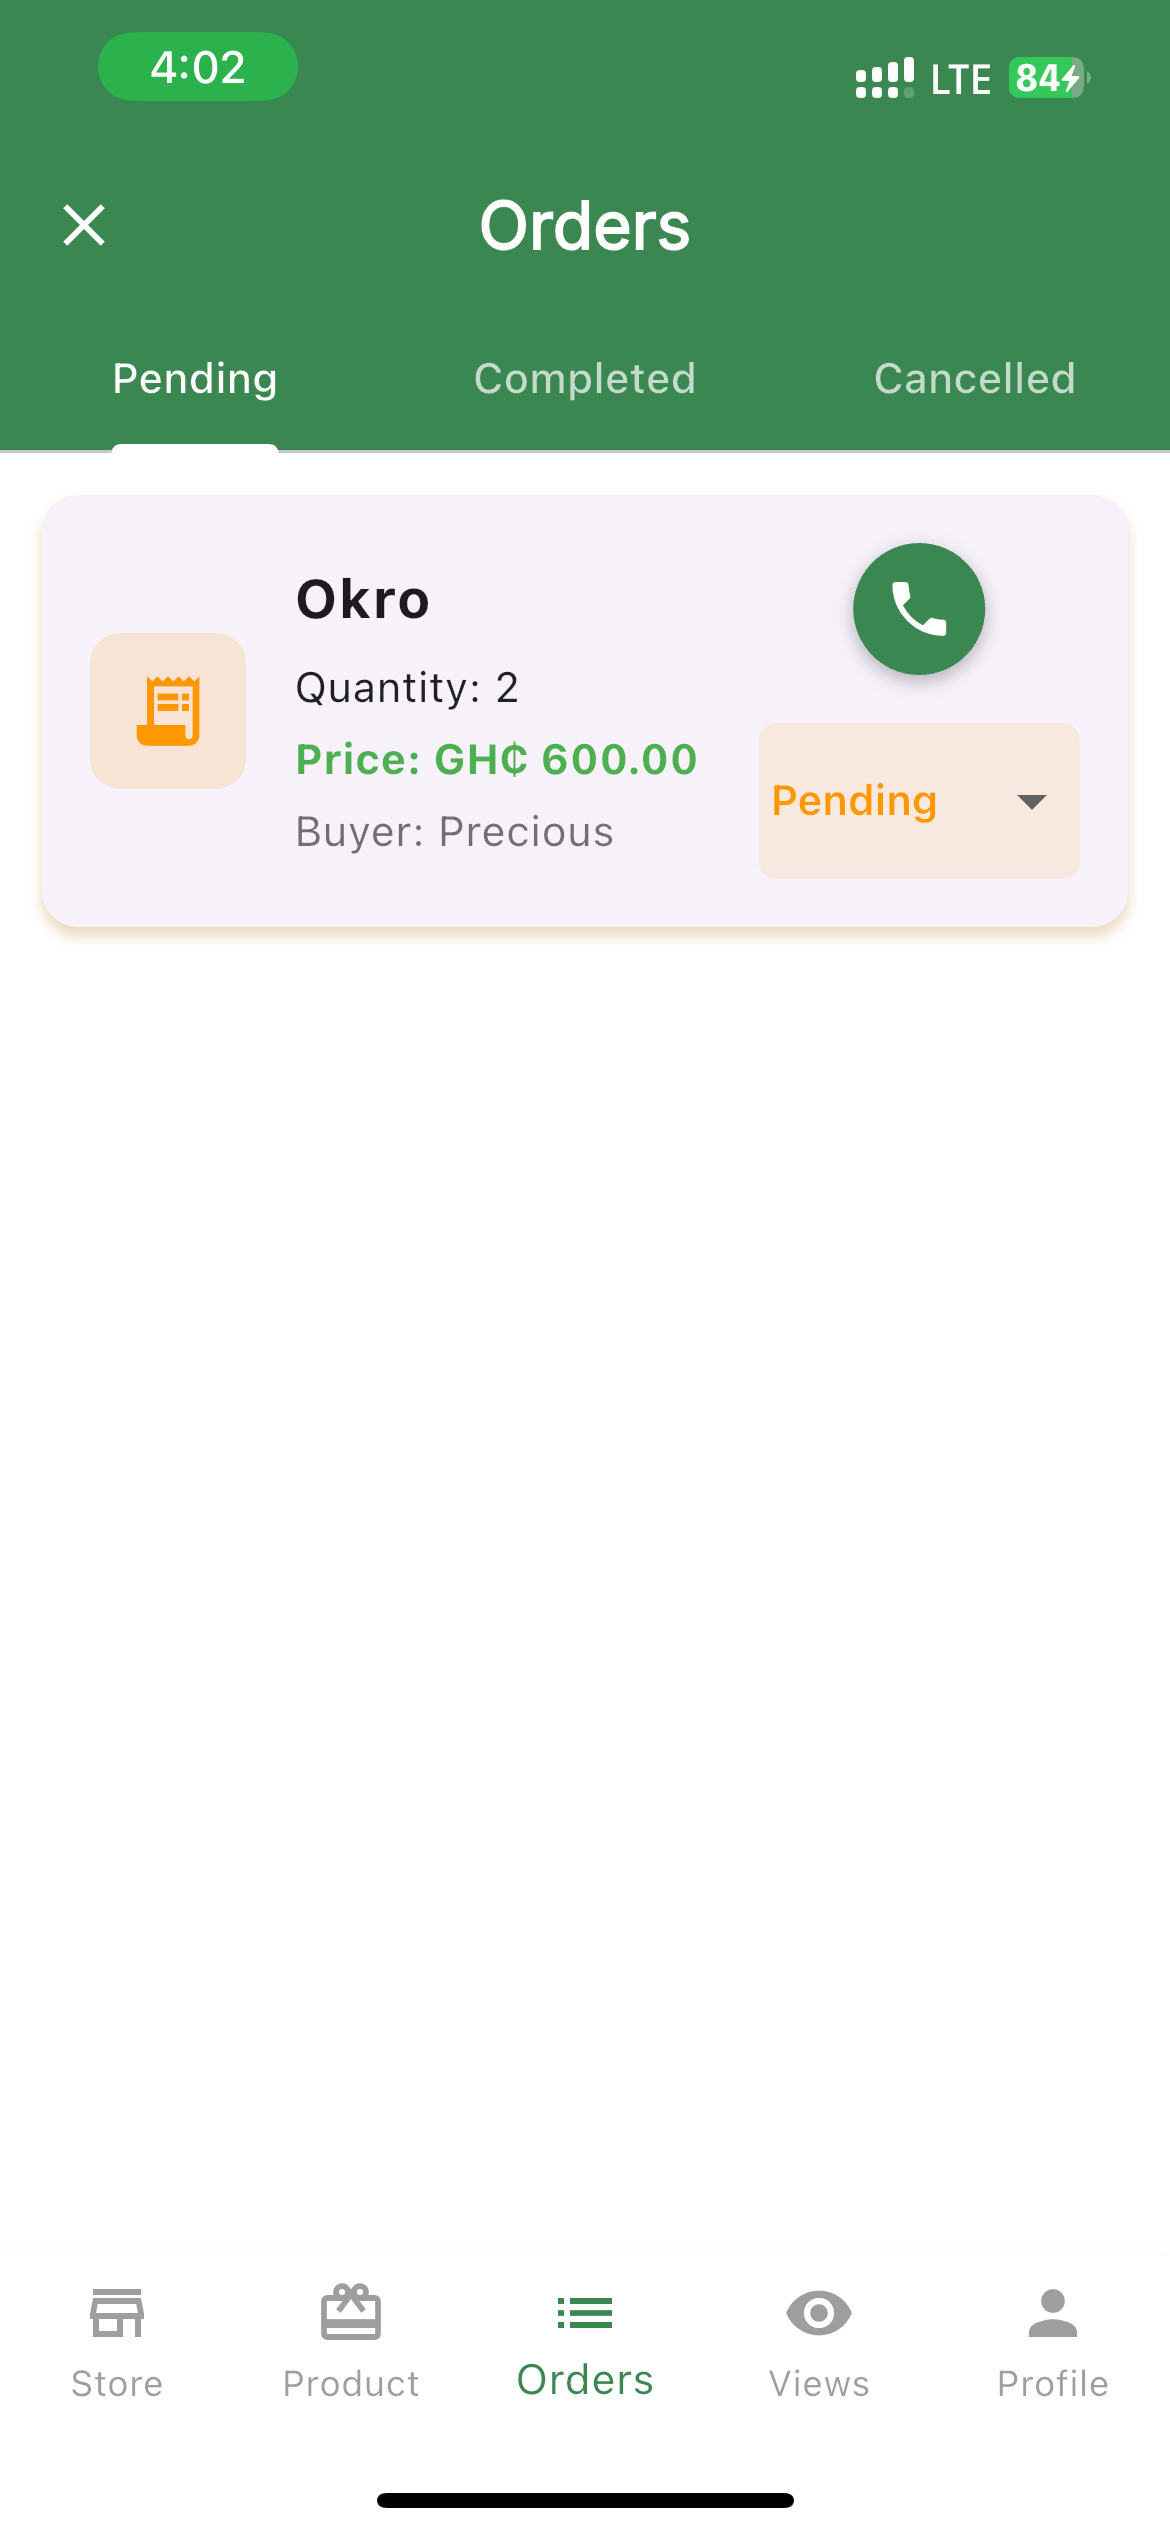 4:02
LTE 84
Orders
Pending Completed Cancelled
Okro
Quantity: 2
Price: GH₵ 600.00
Buyer: Precious
Pending
Store Product Orders Views Profile